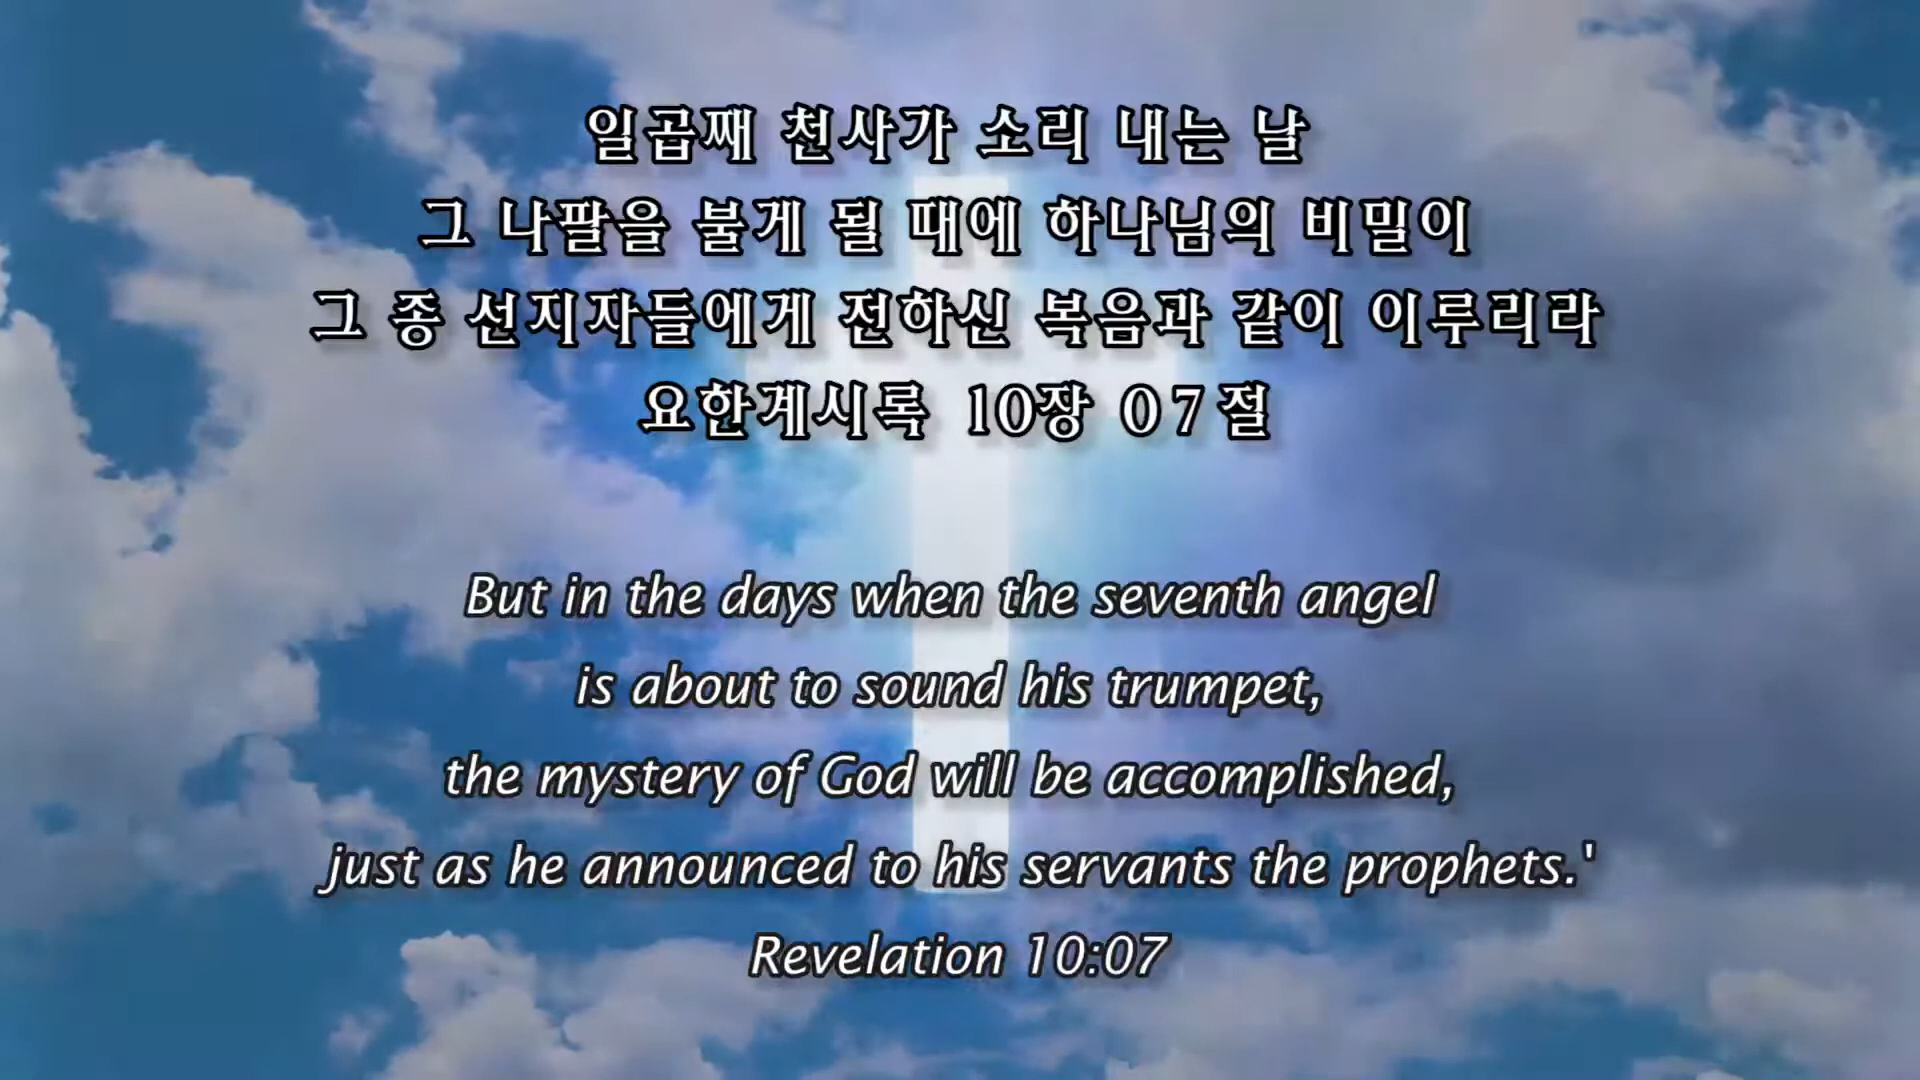 일곱째 천사가 소리 내는 날
그 나팔을 불게 될 때에 하나님의 비밀이
그 종 선지자들에게 전하신 복음과 같이 이루리라
요한계시록 10장 07절
But in the days when the seventh angel
is about to sound his trumpet,
the mystery of God will be accomplished,
just as he announced to his servants the prophets.'
Revelation 10:07